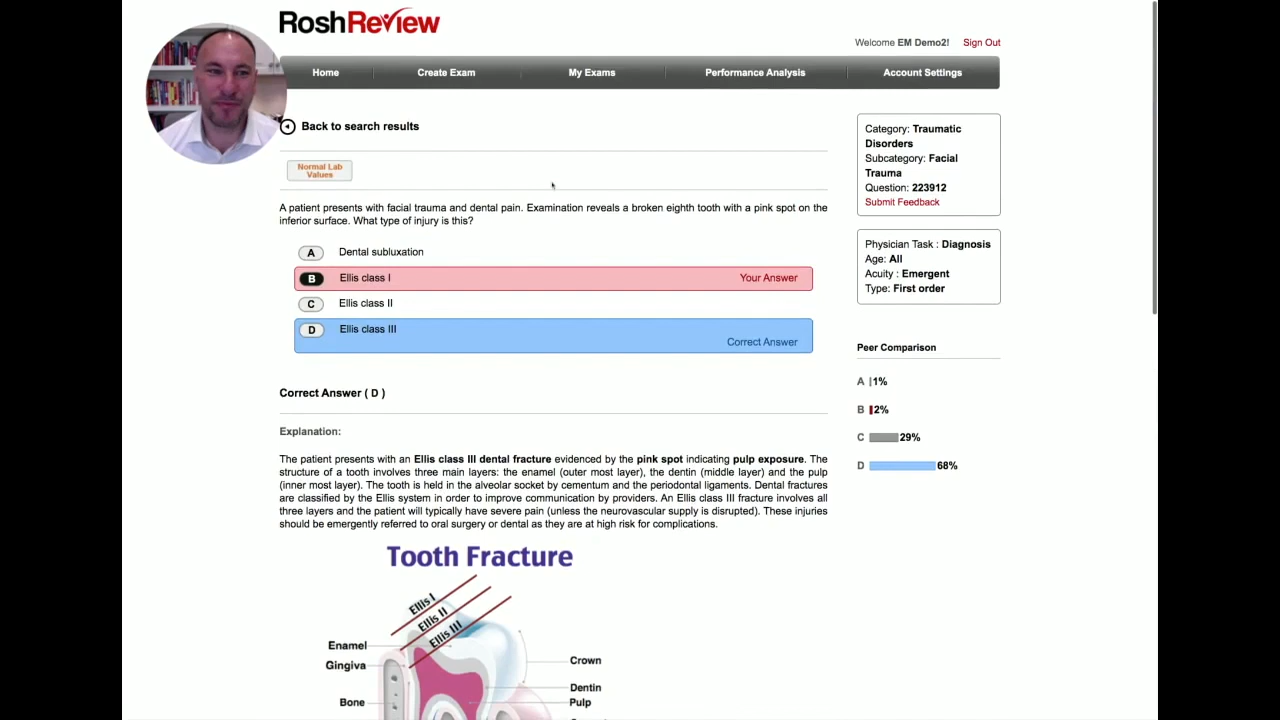 RoshReview
Welcome EM Demo2! Sign Out
Home Create Exam My Exams Performance Analysis Account Settings
Back to search results
Normal Lab
Values
A patient presents with facial trauma and dental pain. Examination reveals a broken eighth tooth with a pink spot on the
inferior surface. What type of injury is this?
A Dental subluxation
B Ellis class I Your Answer
C Ellis class II
D Ellis class III
Correct Answer
Correct Answer ( D )
Explanation:
The patient presents with an Ellis class III dental fracture evidenced by the pink spot indicating pulp exposure. The
structure of a tooth involves three main layers: the enamel (outer most layer), the dentin (middle layer) and the pulp
(inner most layer). The tooth is held in the alveolar socket by cementum and the periodontal ligaments. Dental fractures
are classified by the Ellis system in order to improve communication by providers. An Ellis class III fracture involves all
three layers and the patient will typically have severe pain (unless the neurovascular supply is disrupted). These injuries
should be emergently referred to oral surgery or dental as they are at high risk for complications.
Tooth Fracture
Ellis I
Ellis II
Ellis III
Enamel
Gingiva
Bone
Crown
Dentin
Pulp
Category: Traumatic
Disorders
Subcategory: Facial
Trauma
Question: 223912
Submit Feedback
Physician Task : Diagnosis
Age: All
Acuity : Emergent
Type: First order
Peer Comparison
A 1%
B 2%
C 29%
D 68%